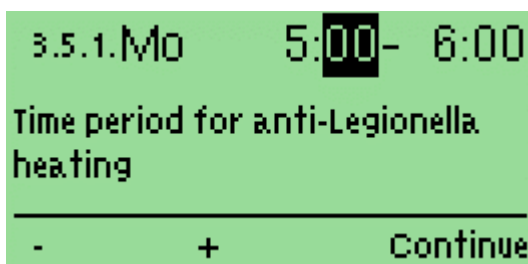 3.5.1.Mo 5:00- 6:00
Time period for anti-Legionella
heating
- + Continue